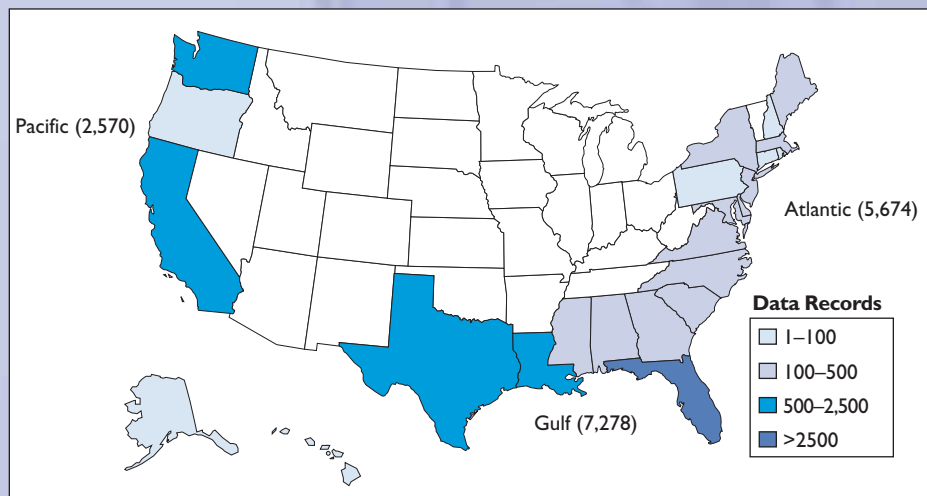 Pacific (2,570)
Atlantic (5,674)
Gulf (7,278)
Data Records
1–100
100–500
500–2,500
>2500